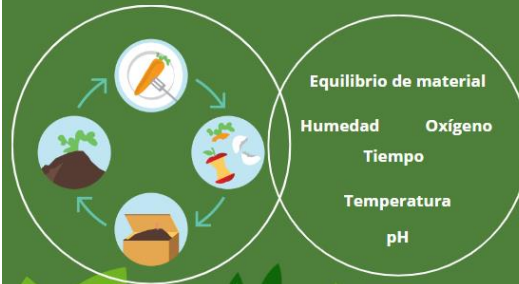 Equilibrio de material
Humedad Oxígeno
Tiempo
Temperatura
pH